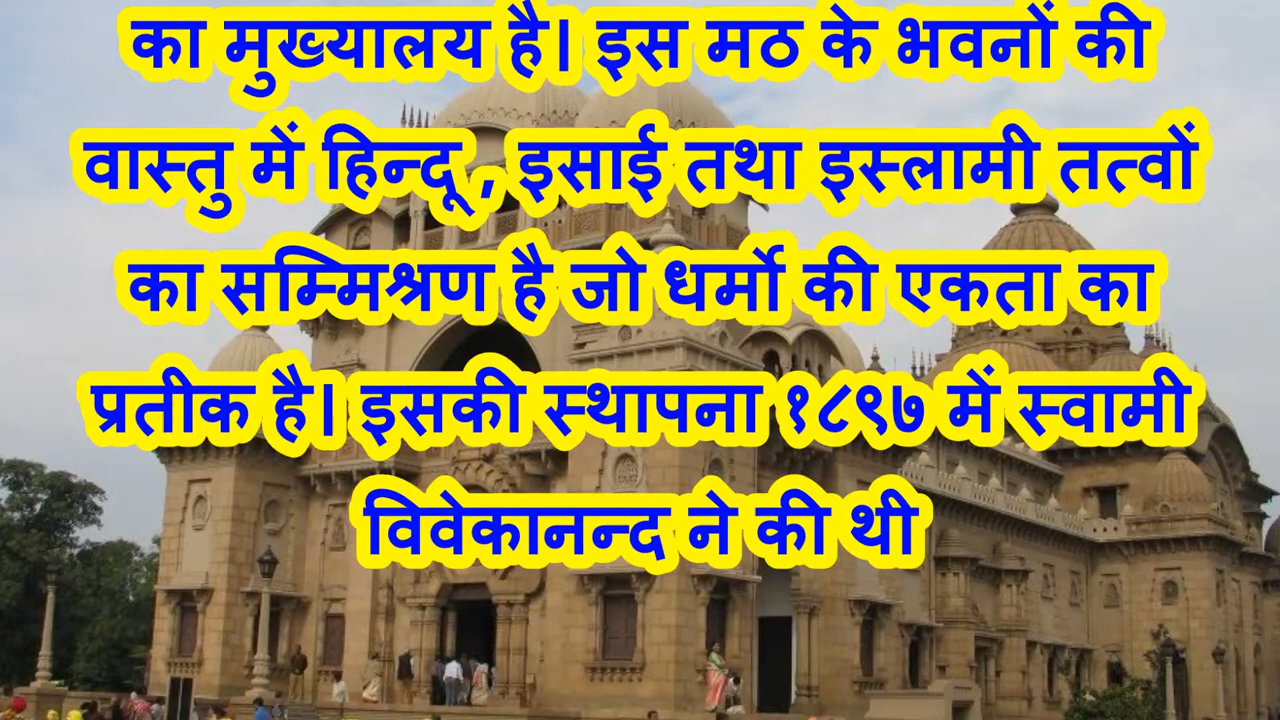 का मुख्यालय है। इस मठ के भवनों की
वास्तु में हिन्दू , इसाई तथा इस्लामी तत्वों
का सम्मिश्रण है जो धर्मो की एकता का
प्रतीक है। इसकी स्थापना १८९७ में स्वामी
विवेकानन्द ने की थी